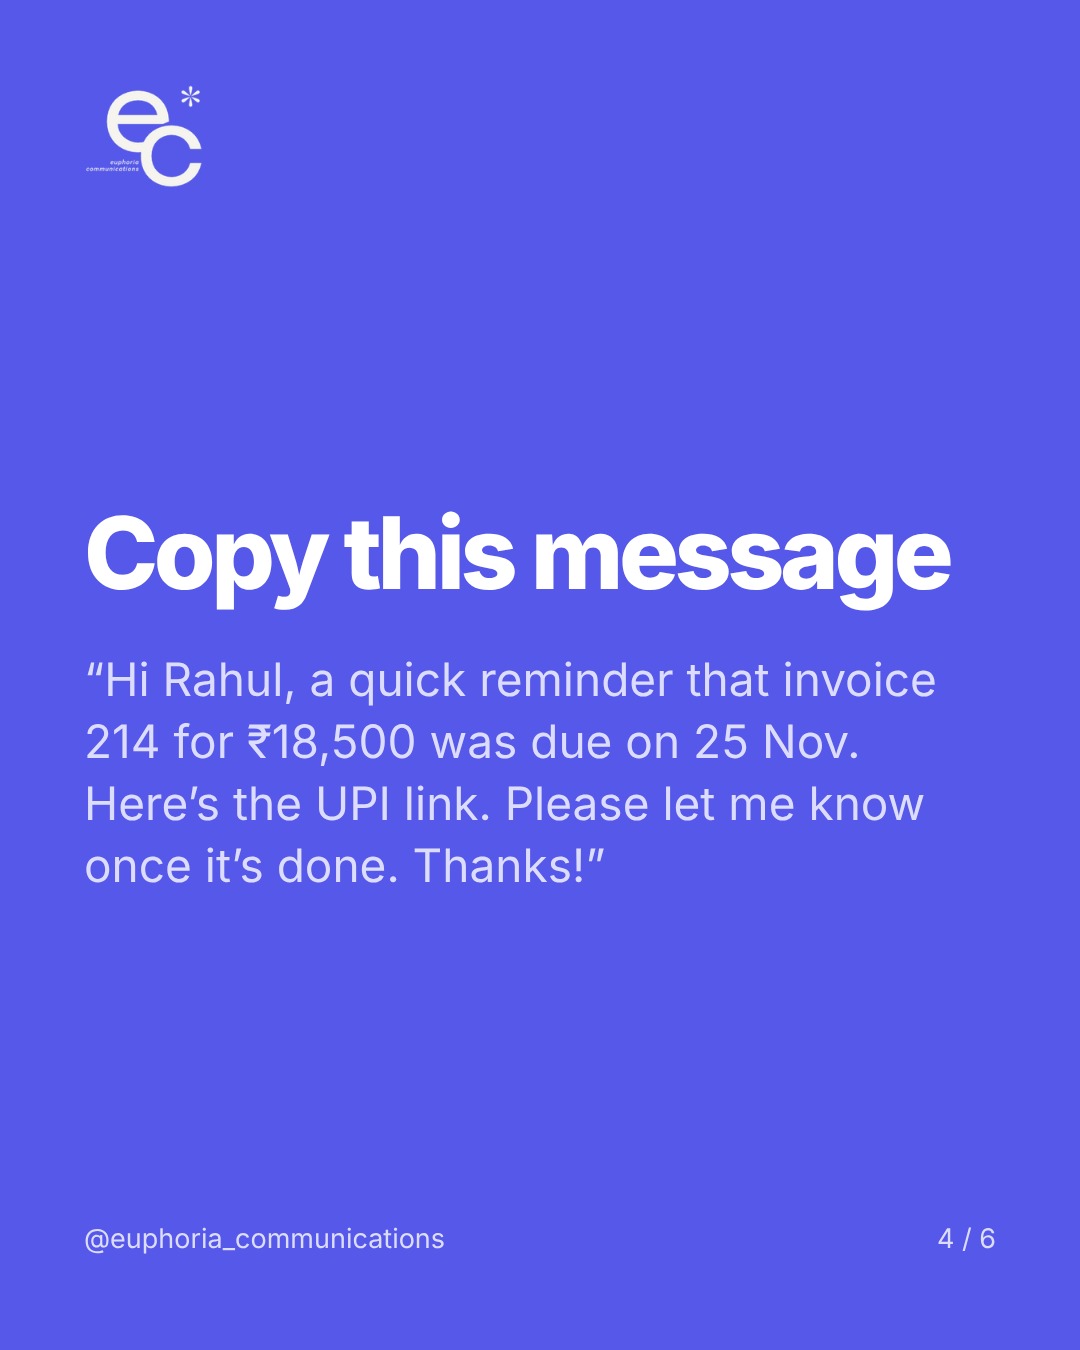 ec*
euphoria
communications
Copy this message
“Hi Rahul, a quick reminder that invoice
214 for ₹18,500 was due on 25 Nov.
Here’s the UPI link. Please let me know
once it’s done. Thanks!”
@euphoria_communications
4 / 6